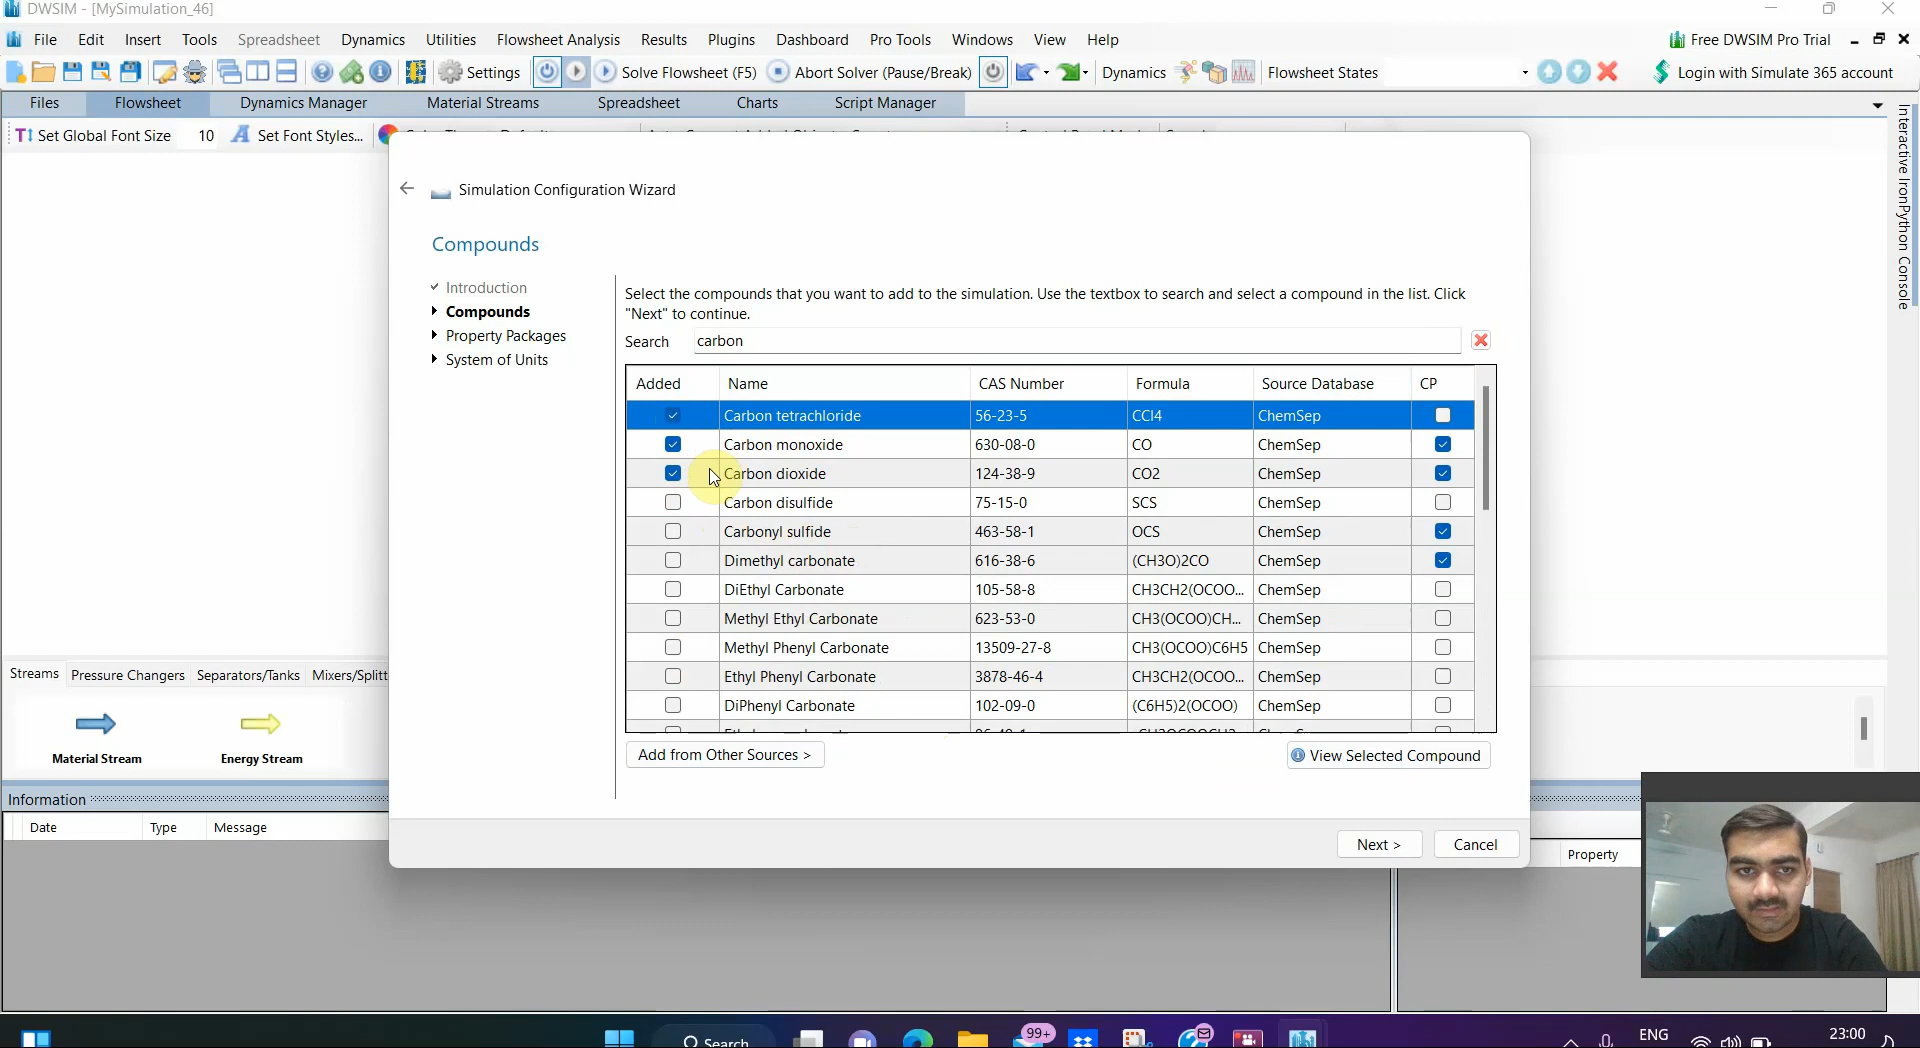 DWSIM - [MySimulation_46]
File Edit Insert Tools Spreadsheet Dynamics Utilities Flowsheet Analysis Results Plugins Dashboard Pro Tools Windows View Help Free DWSIM Pro Trial
Settings Solve Flowsheet (F5) Abort Solver (Pause/Break) Dynamics Flowsheet States Login with Simulate 365 account
Files Flowsheet Dynamics Manager Material Streams Spreadsheet Charts Script Manager
Set Global Font Size 10 Set Font Styles...
Interactive IronPython Console
Simulation Configuration Wizard
Compounds
Introduction
Compounds
Property Packages
System of Units
Select the compounds that you want to add to the simulation. Use the textbox to search and select a compound in the list. Click
"Next" to continue.
Search carbon
Added Name CAS Number Formula Source Database CP
Carbon tetrachloride 56-23-5 CCl4 ChemSep
Carbon monoxide 630-08-0 CO ChemSep
Carbon dioxide 124-38-9 CO2 ChemSep
Carbon disulfide 75-15-0 SCS ChemSep
Carbonyl sulfide 463-58-1 OCS ChemSep
Dimethyl carbonate 616-38-6 (CH3O)2CO ChemSep
DiEthyl Carbonate 105-58-8 CH3CH2(OCOO... ChemSep
Methyl Ethyl Carbonate 623-53-0 CH3(OCOO)CH... ChemSep
Methyl Phenyl Carbonate 13509-27-8 CH3(OCOO)C6H5 ChemSep
Ethyl Phenyl Carbonate 3878-46-4 CH3CH2(OCOO... ChemSep
DiPhenyl Carbonate 102-09-0 (C6H5)2(OCOO) ChemSep
Add from Other Sources > View Selected Compound
Next > Cancel
Streams Pressure Changers Separators/Tanks Mixers/Splitt
Material Stream Energy Stream
Information
Date Type Message
Property
Search 99+ ENG 23:00